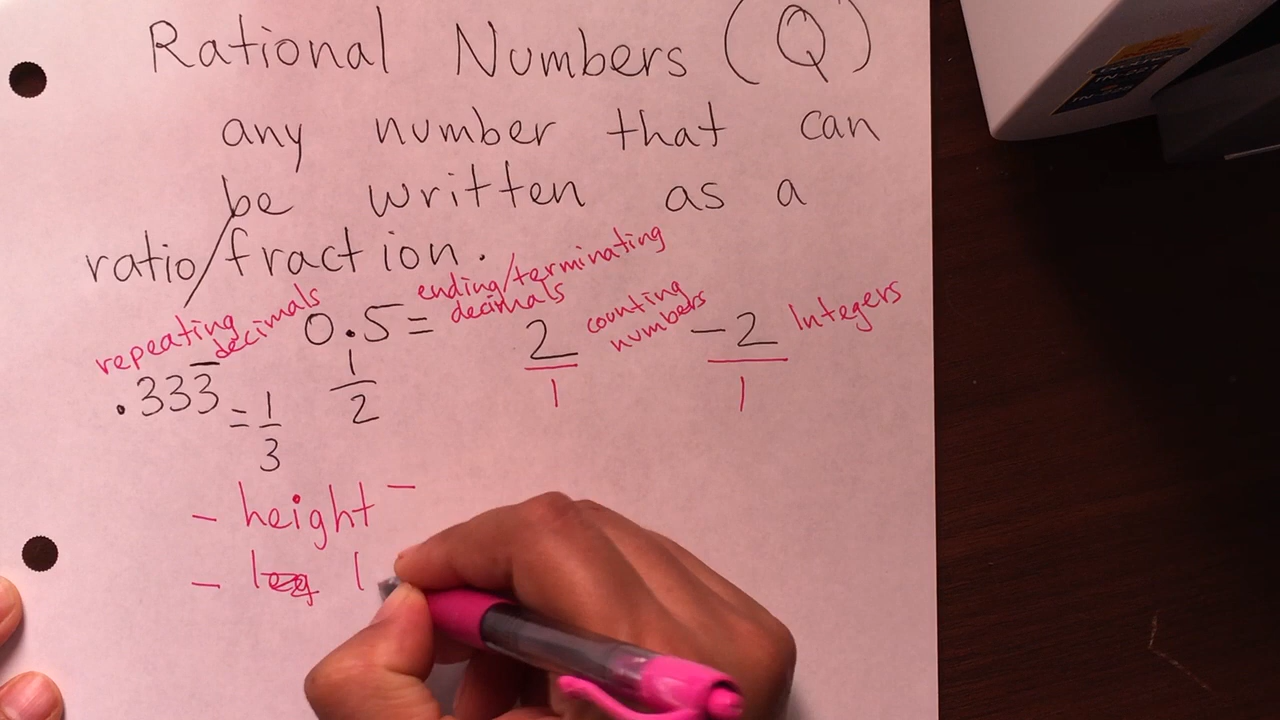 Rational Numbers (Q)
any number that can
be written as a
ratio/fraction.
repeating decimals
ending/terminating decimals
counting numbers
Integers
.333̅ = 1/3
0.5 = 1/2
2/1
-2/1
- height -
- l